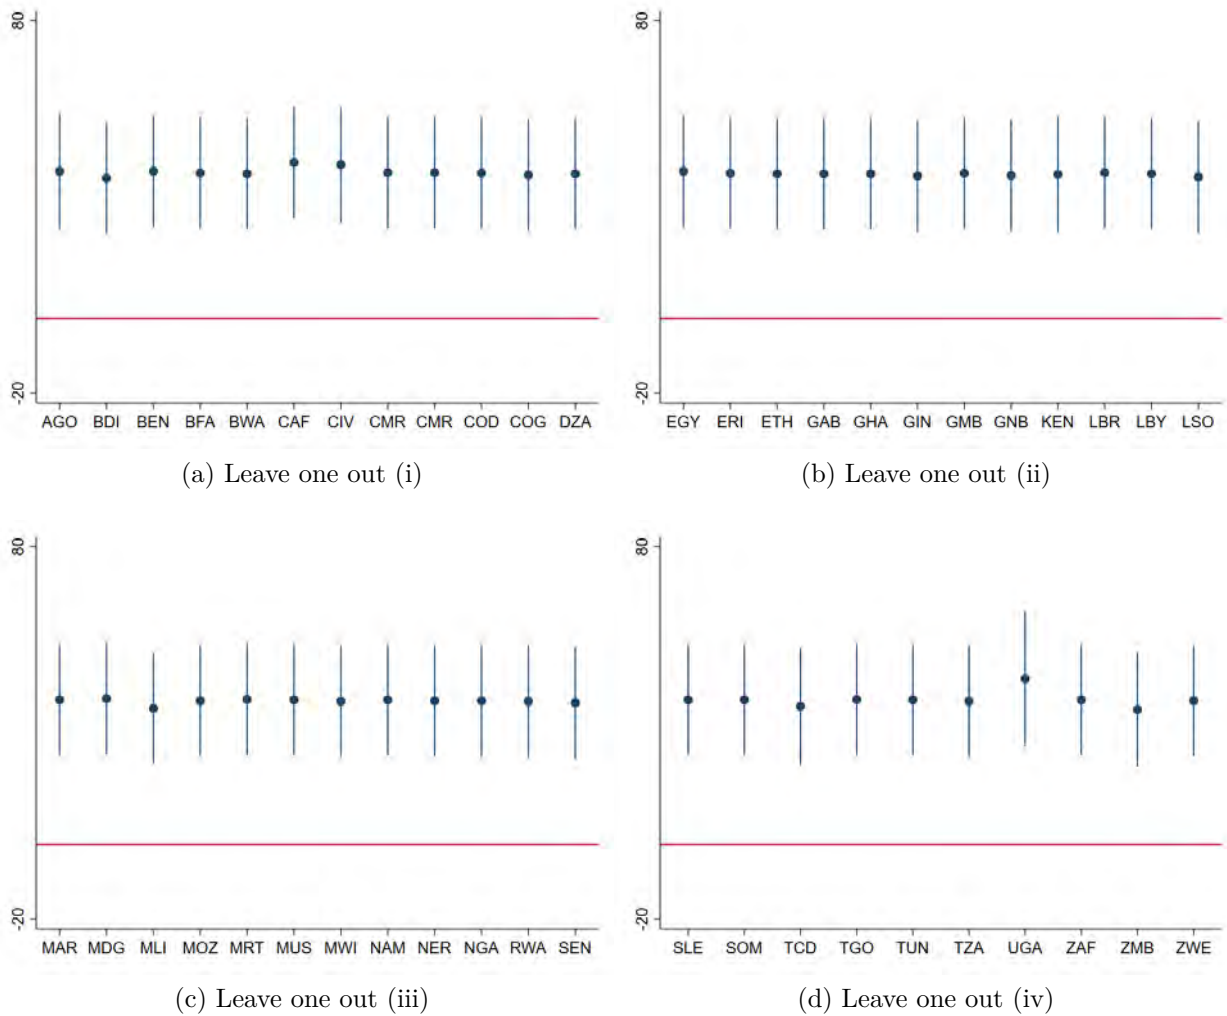 80
-20
AGO BDI BEN BFA BWA CAF CIV CMR CMR COD COG DZA
(a) Leave one out (i)
80
-20
EGY ERI ETH GAB GHA GIN GMB GNB KEN LBR LBY LSO
(b) Leave one out (ii)
80
-20
MAR MDG MLI MOZ MRT MUS MWI NAM NER NGA RWA SEN
(c) Leave one out (iii)
80
-20
SLE SOM TCD TGO TUN TZA UGA ZAF ZMB ZWE
(d) Leave one out (iv)